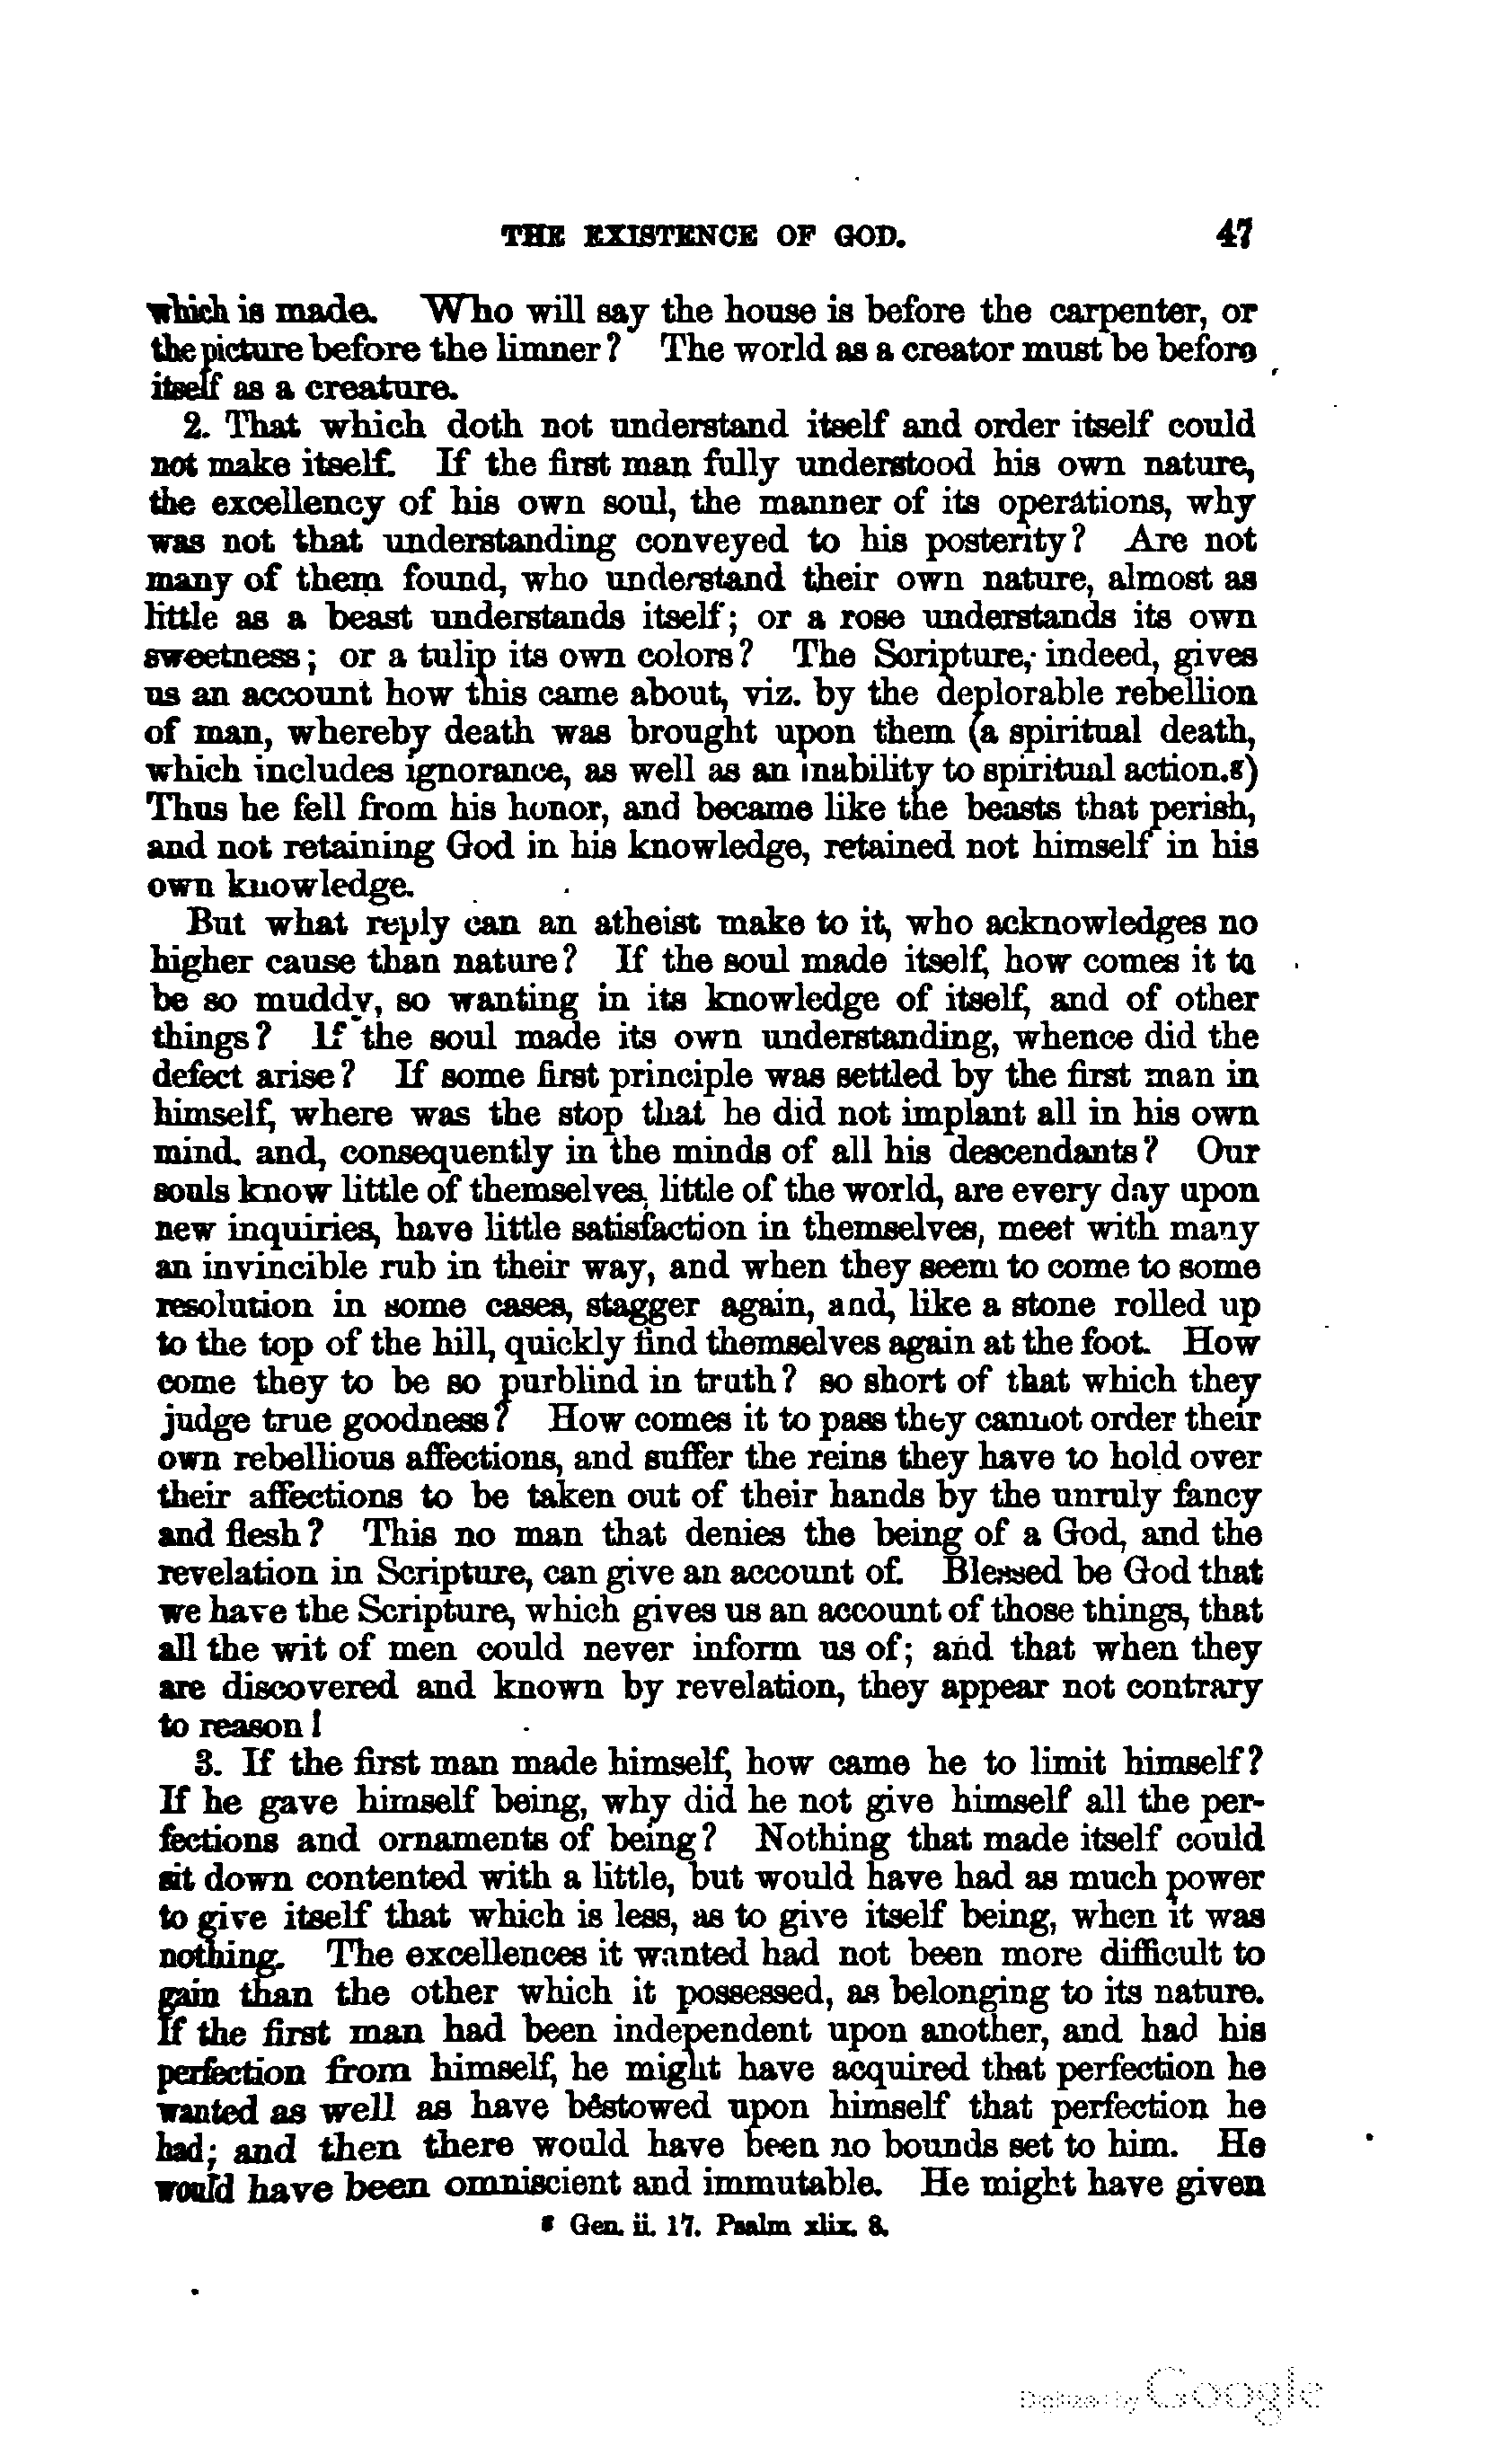 THE EXISTENCE OF GOD. 47
which is made. Who will say the house is before the carpenter, or
the picture before the limner? The world as a creator must be before
itself as a creature.
2. That which doth not understand itself and order itself could
not make itself. If the first man fully understood his own nature,
the excellency of his own soul, the manner of its operations, why
was not that understanding conveyed to his posterity? Are not
many of them found, who understand their own nature, almost as
little as a beast understands itself; or a rose understands its own
sweetness; or a tulip its own colors? The Scripture, indeed, gives
us an account how this came about, viz. by the deplorable rebellion
of man, whereby death was brought upon them (a spiritual death,
which includes ignorance, as well as an inability to spiritual action.g)
Thus he fell from his honor, and became like the beasts that perish,
and not retaining God in his knowledge, retained not himself in his
own knowledge.
But what reply can an atheist make to it, who acknowledges no
higher cause than nature? If the soul made itself, how comes it to
be so muddy, so wanting in its knowledge of itself, and of other
things? If the soul made its own understanding, whence did the
defect arise? If some first principle was settled by the first man in
himself, where was the stop that he did not implant all in his own
mind. and, consequently in the minds of all his descendants? Our
souls know little of themselves, little of the world, are every day upon
new inquiries, have little satisfaction in themselves, meet with many
an invincible rub in their way, and when they seem to come to some
resolution in some cases, stagger again, and, like a stone rolled up
to the top of the hill, quickly find themselves again at the foot. How
come they to be so purblind in truth? so short of that which they
judge true goodness? How comes it to pass they cannot order their
own rebellious affections, and suffer the reins they have to hold over
their affections to be taken out of their hands by the unruly fancy
and flesh? This no man that denies the being of a God, and the
revelation in Scripture, can give an account of. Blessed be God that
we have the Scripture, which gives us an account of those things, that
all the wit of men could never inform us of; and that when they
are discovered and known by revelation, they appear not contrary
to reason!
3. If the first man made himself, how came he to limit himself?
If he gave himself being, why did he not give himself all the per-
fections and ornaments of being? Nothing that made itself could
sit down contented with a little, but would have had as much power
to give itself that which is less, as to give itself being, when it was
nothing. The excellences it wanted had not been more difficult to
gain than the other which it possessed, as belonging to its nature.
If the first man had been independent upon another, and had his
perfection from himself, he might have acquired that perfection he
wanted as well as have bestowed upon himself that perfection he
had; and then there would have been no bounds set to him. He
would have been omniscient and immutable. He might have given
g Gen. ii. 17. Psalm xlix. 8.
Digitized by Google